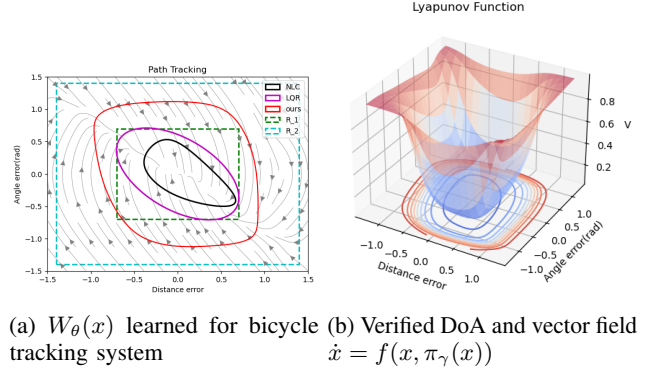 Lyapunov Function
Path Tracking
NLC
LQR
ours
R_1
R_2
1.5
1.0
0.5
0.0
−0.5
−1.0
−1.5
Angle error(rad)
−1.5 −1.0 −0.5 0.0 0.5 1.0 1.5
Distance error
0.8
0.6
0.4
0.2
V
−1.0
−0.5
0.0
0.5
1.0
Distance error
1.0
0.5
0.0
−0.5
−1.0
Angle error(rad)
(a) W_θ(x) learned for bicycle
tracking system
(b) Verified DoA and vector field
ẋ = f(x, π_γ(x))